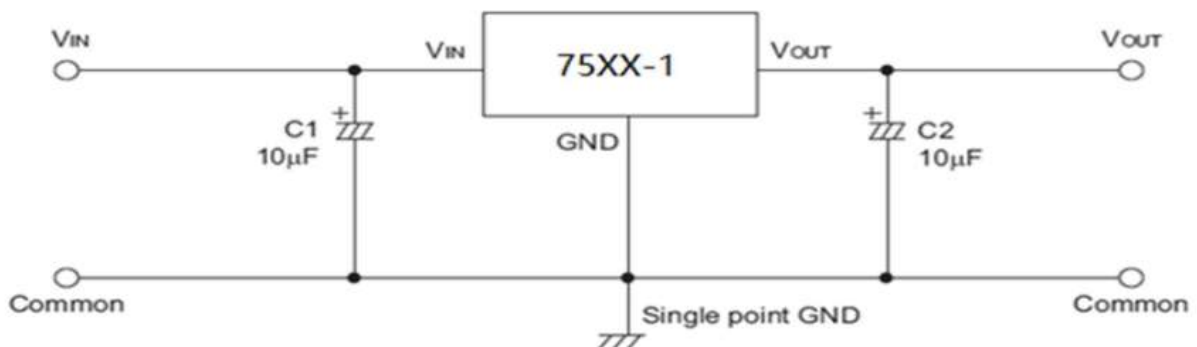 VIN
VIN
75XX-1
VOUT
VOUT
+
C1
10μF
GND
+
C2
10μF
Common
Single point GND
Common